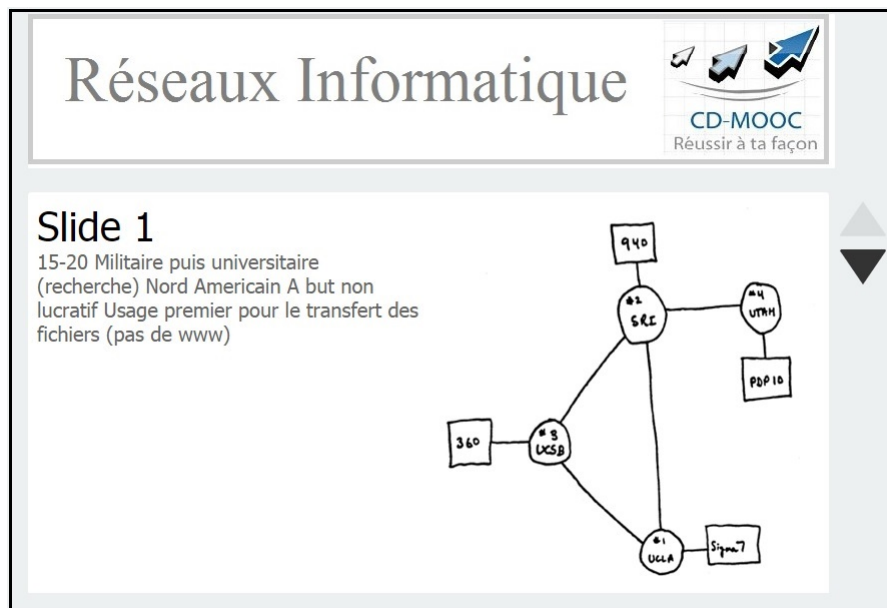 Réseaux Informatique
CD-MOOC
Réussir à ta façon
Slide 1
15-20 Militaire puis universitaire
(recherche) Nord Americain A but non
lucratif Usage premier pour le transfert des
fichiers (pas de www)
940
#2
SRI
#4
UTAH
PDP10
360
#3
UCSB
#1
UCLA
Sigma7